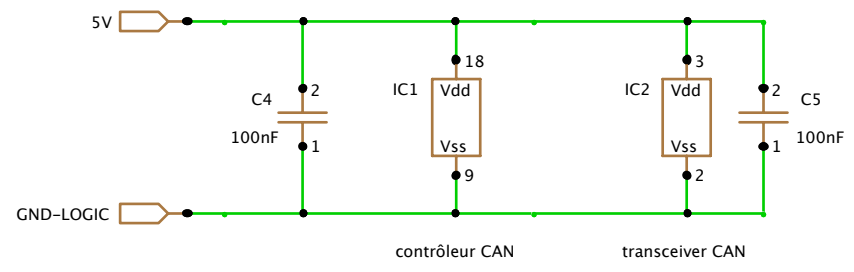 5V
18
3
2
C4
IC1
Vdd
IC2
Vdd
2
C5
100nF
100nF
1
Vss
Vss
1
9
2
GND-LOGIC
contrôleur CAN
transceiver CAN